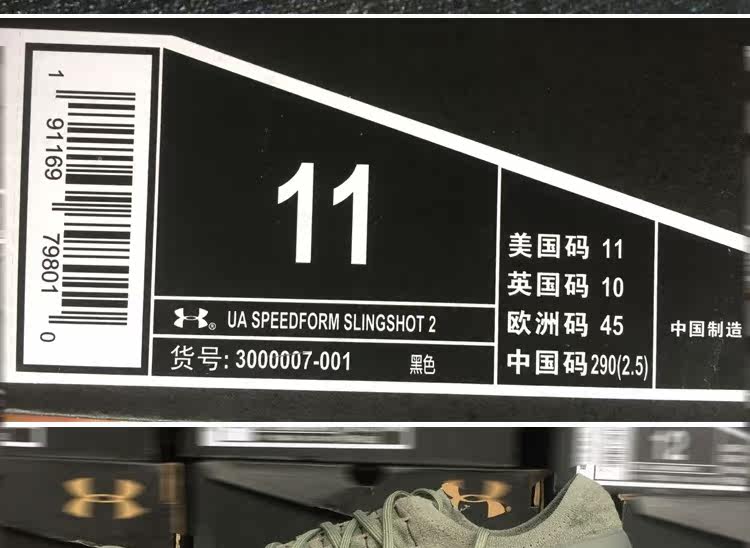 1 91169 79801 0
11
UA SPEEDFORM SLINGSHOT 2
货号: 3000007-001 黑色
美国码 11
英国码 10
欧洲码 45
中国码 290(2.5)
中国制造
12